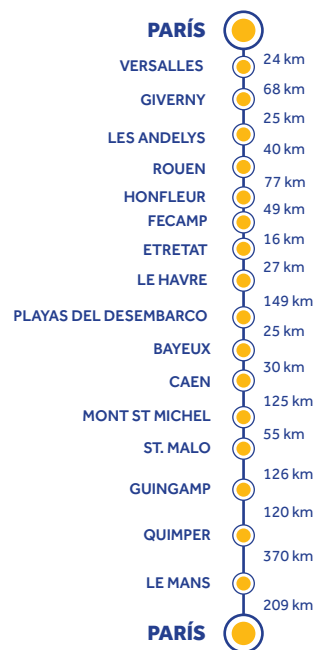 PARÍS
24 km
VERSALLES
68 km
GIVERNY
25 km
LES ANDELYS
40 km
ROUEN
77 km
HONFLEUR
49 km
FECAMP
16 km
ETRETAT
27 km
LE HAVRE
149 km
PLAYAS DEL DESEMBARCO
25 km
BAYEUX
30 km
CAEN
125 km
MONT ST MICHEL
55 km
ST. MALO
126 km
GUINGAMP
120 km
QUIMPER
370 km
LE MANS
209 km
PARÍS